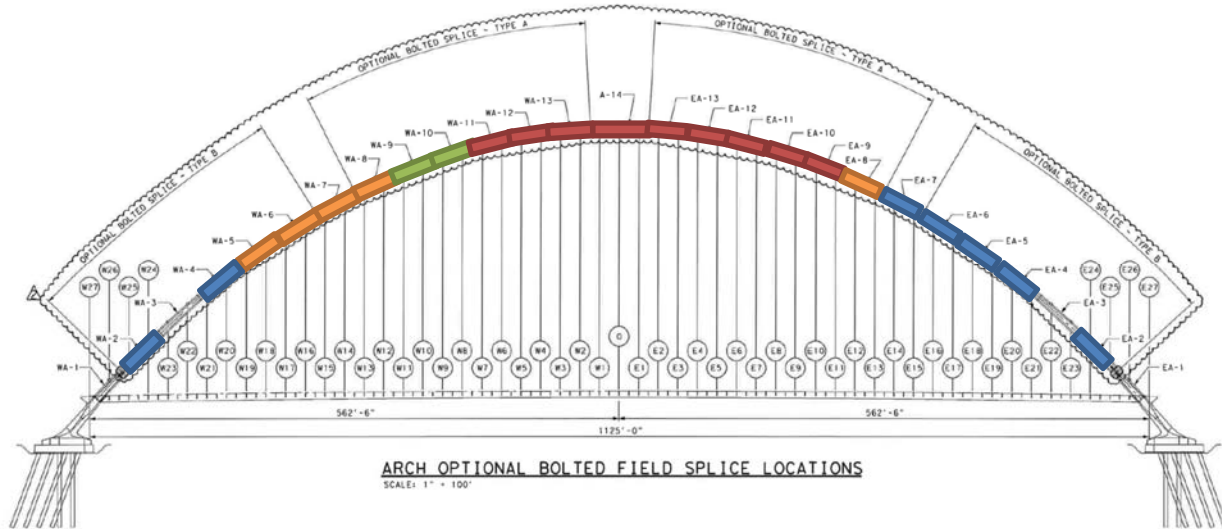 OPTIONAL BOLTED SPLICE - TYPE A
OPTIONAL BOLTED SPLICE - TYPE A
OPTIONAL BOLTED SPLICE - TYPE B
OPTIONAL BOLTED SPLICE - TYPE B
WA-1
WA-2
WA-3
WA-4
WA-5
WA-6
WA-7
WA-8
WA-9
WA-10
WA-11
WA-12
WA-13
A-14
EA-13
EA-12
EA-11
EA-10
EA-9
EA-8
EA-7
EA-6
EA-5
EA-4
EA-3
EA-2
EA-1
W27
W26
W25
W24
W23
W22
W21
W20
W19
W18
W17
W16
W15
W14
W13
W12
W11
W10
W9
W8
W7
W6
W5
W4
W3
W2
W1
0
E1
E2
E3
E4
E5
E6
E7
E8
E9
E10
E11
E12
E13
E14
E15
E16
E17
E18
E19
E20
E21
E22
E23
E24
E25
E26
E27
562'-6"
562'-6"
1125'-0"
ARCH OPTIONAL BOLTED FIELD SPLICE LOCATIONS
SCALE: 1" = 100'